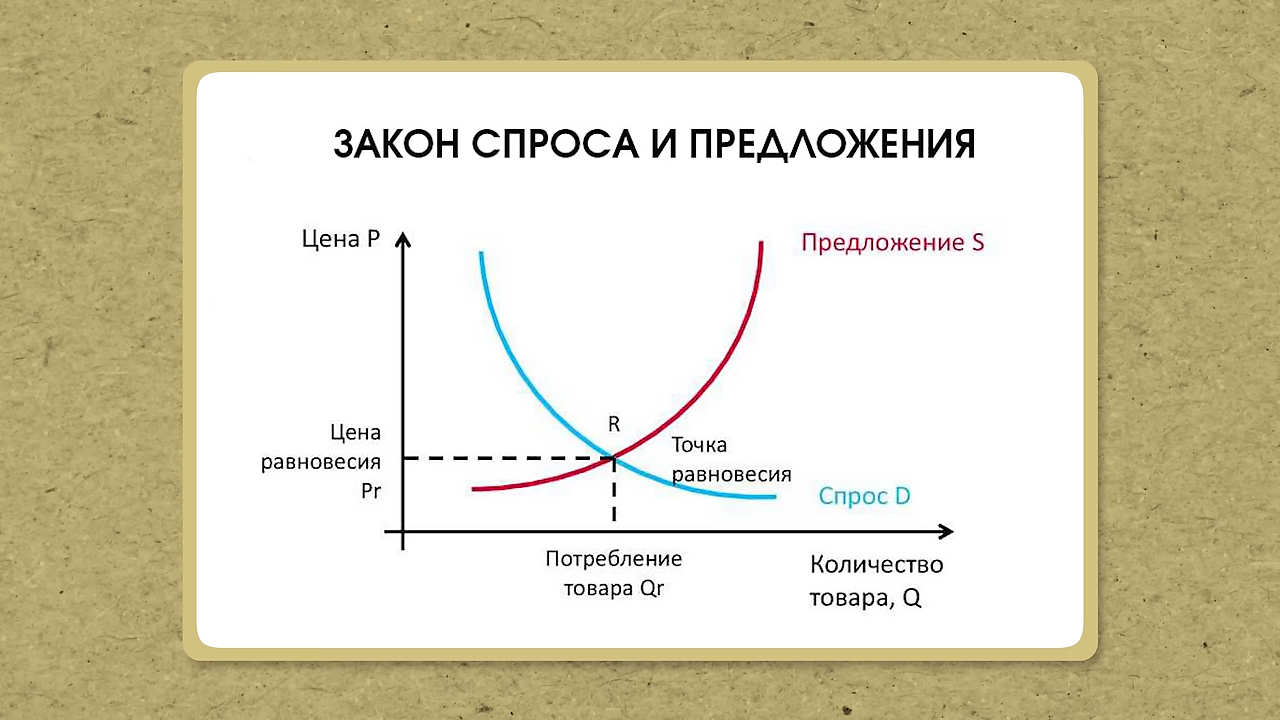 ЗАКОН СПРОСА И ПРЕДЛОЖЕНИЯ
Цена P
Предложение S
R
Цена
равновесия
Pr
Точка
равновесия
Спрос D
Потребление
товара Qr
Количество
товара, Q